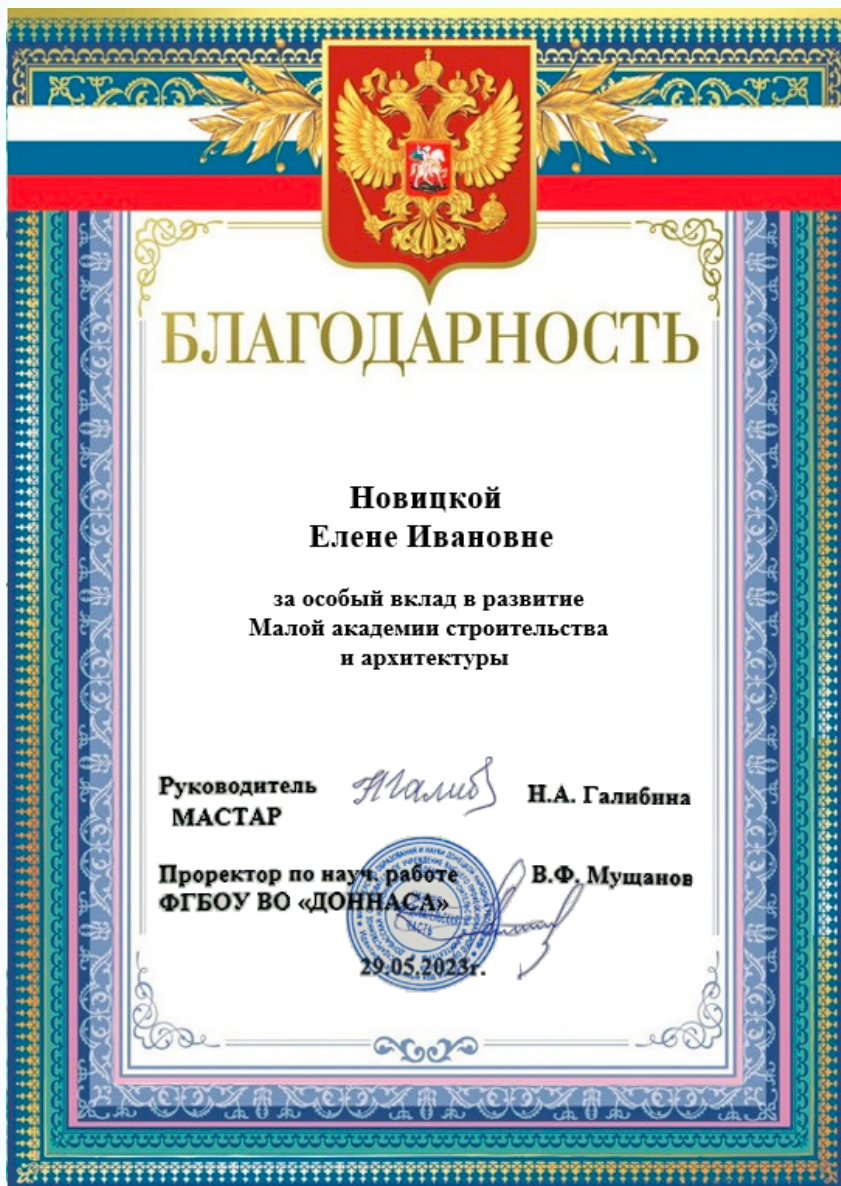 БЛАГОДАРНОСТЬ
Новицкой
Елене Ивановне
за особый вклад в развитие
Малой академии строительства
и архитектуры
Руководитель
МАСТАР
Н.А. Галибина
Проректор по науч. работе
ФГБОУ ВО «ДОННАСА»
В.Ф. Мущанов
ЧАСТЬ
29.05.2023г.